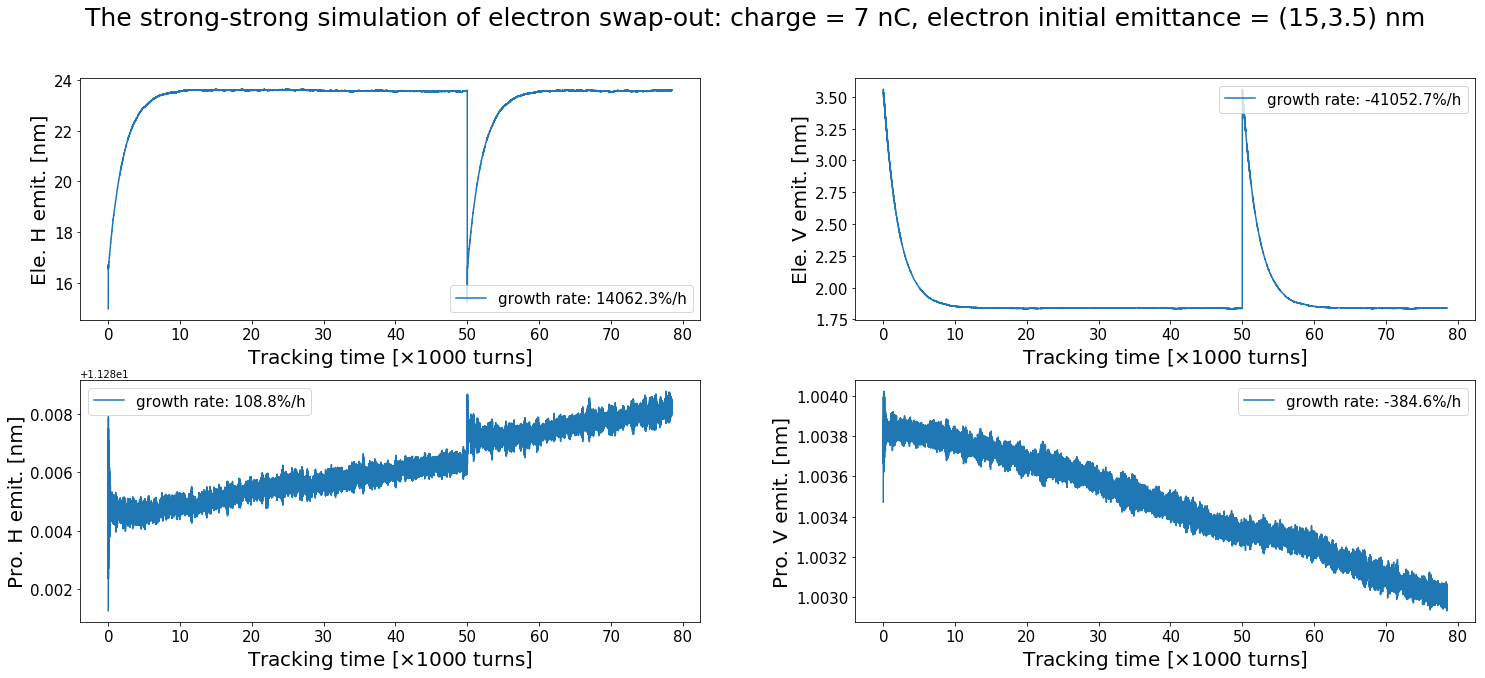 The strong-strong simulation of electron swap-out: charge = 7 nC, electron initial emittance = (15,3.5) nm
24
22
20
18
16
Ele. H emit. [nm]
growth rate: 14062.3%/h
0 10 20 30 40 50 60 70 80
Tracking time [×1000 turns]
3.50
3.25
3.00
2.75
2.50
2.25
2.00
1.75
Ele. V emit. [nm]
growth rate: -41052.7%/h
0 10 20 30 40 50 60 70 80
Tracking time [×1000 turns]
+1.128e1
0.008
0.006
0.004
0.002
Pro. H emit. [nm]
growth rate: 108.8%/h
0 10 20 30 40 50 60 70 80
Tracking time [×1000 turns]
1.0040
1.0038
1.0036
1.0034
1.0032
1.0030
Pro. V emit. [nm]
growth rate: -384.6%/h
0 10 20 30 40 50 60 70 80
Tracking time [×1000 turns]